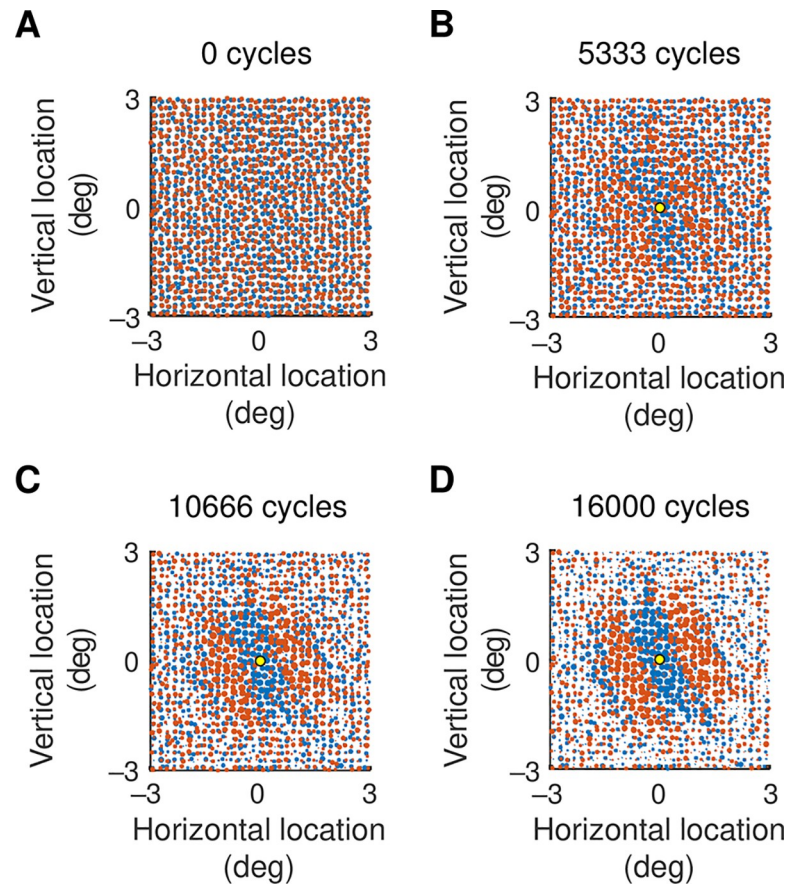 A
0 cycles
Vertical location
(deg)
3
0
–3
–3
0
3
Horizontal location
(deg)
B
5333 cycles
Vertical location
(deg)
3
0
–3
–3
0
3
Horizontal location
(deg)
C
10666 cycles
Vertical location
(deg)
3
0
–3
–3
0
3
Horizontal location
(deg)
D
16000 cycles
Vertical location
(deg)
3
0
–3
–3
0
3
Horizontal location
(deg)